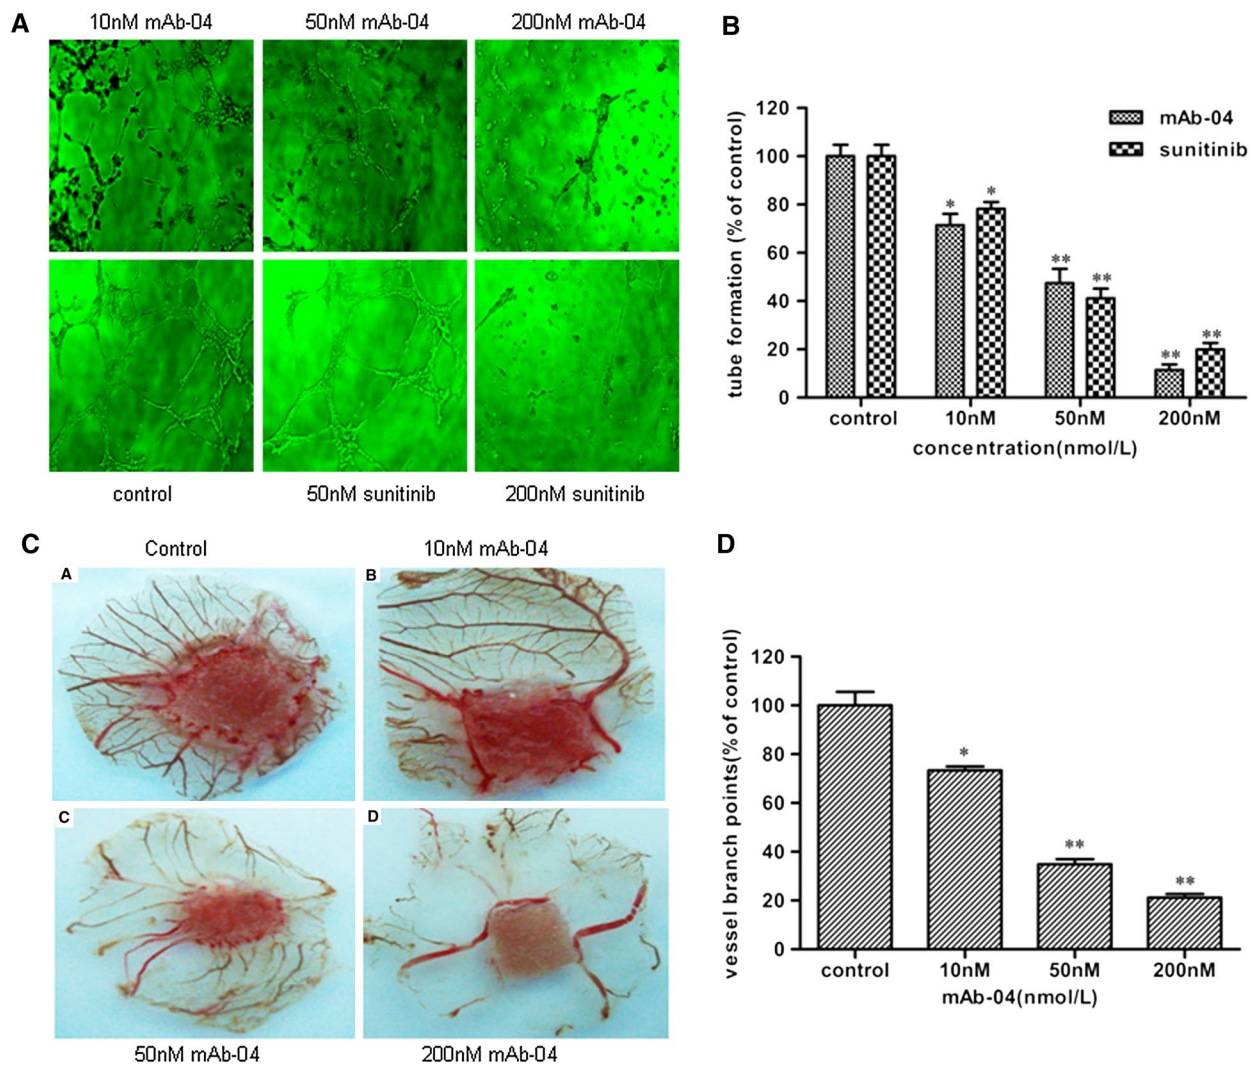 A
10nM mAb-04
50nM mAb-04
200nM mAb-04
control
50nM sunitinib
200nM sunitinib
B
tube formation (% of control)
120
100
80
60
40
20
0
mAb-04
sunitinib
*
*
**
**
**
**
control
10nM
50nM
200nM
concentration(nmol/L)
C
Control
10nM mAb-04
A
B
C
D
50nM mAb-04
200nM mAb-04
D
vessel branch points(% of control)
120
100
80
60
40
20
0
*
**
**
control
10nM
50nM
200nM
mAb-04(nmol/L)